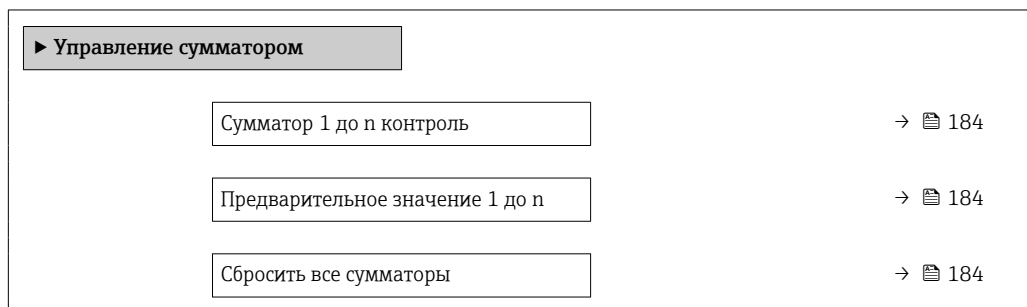 ▶ Управление сумматором
Сумматор 1 до n контроль → 184
Предварительное значение 1 до n → 184
Сбросить все сумматоры → 184